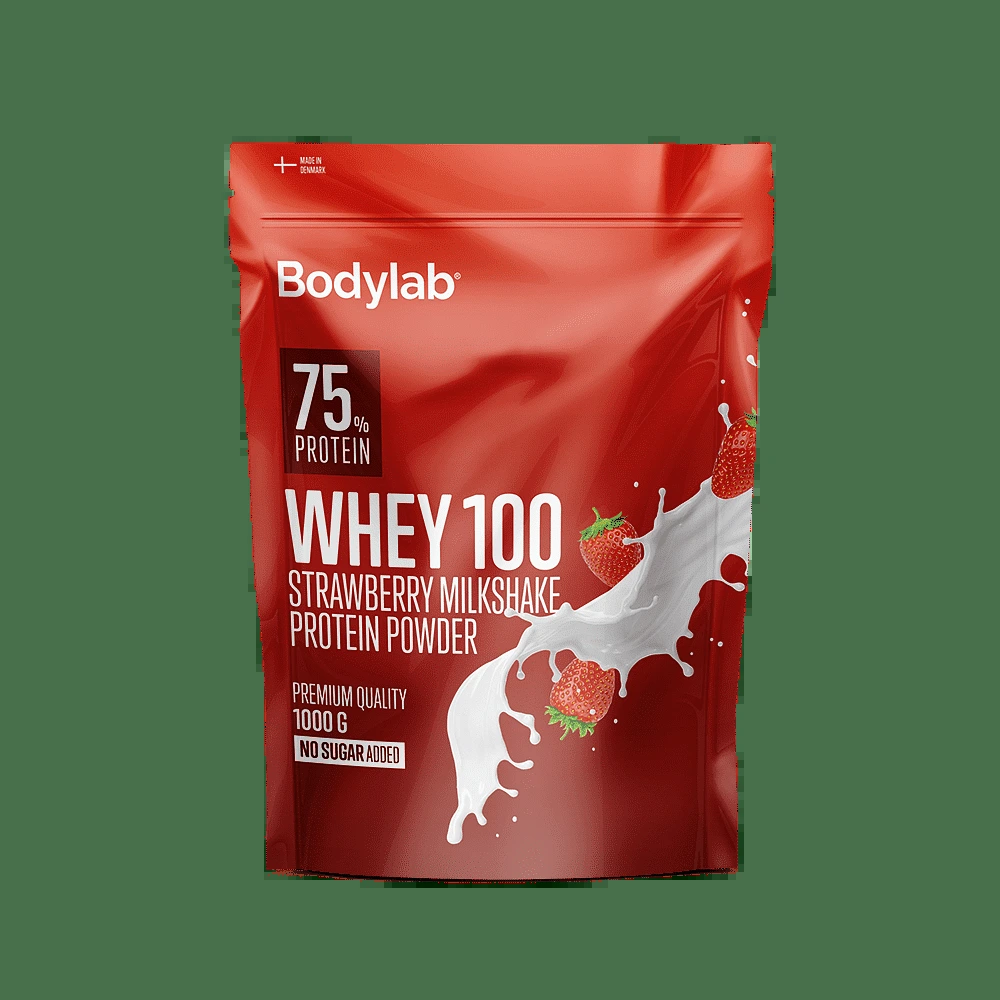 MADE IN
DENMARK
Bodylab®
75%
PROTEIN
WHEY 100
STRAWBERRY MILKSHAKE
PROTEIN POWDER
PREMIUM QUALITY
1000 G
NO SUGAR ADDED